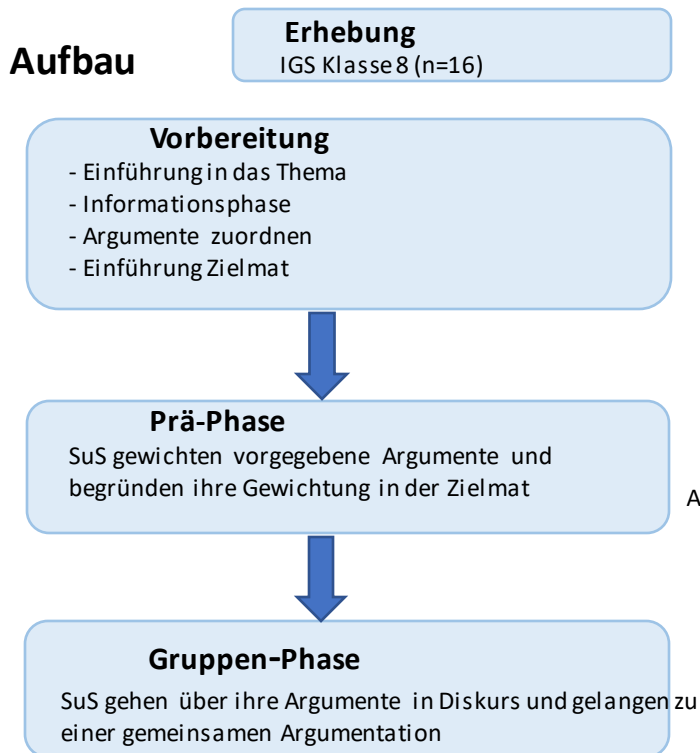 Aufbau
Erhebung
IGS Klasse 8 (n=16)
Vorbereitung
- Einführung in das Thema
- Informationsphase
- Argumente zuordnen
- Einführung Zielmat
Prä-Phase
SuS gewichten vorgegebene Argumente und
begründen ihre Gewichtung in der Zielmat
A
Gruppen-Phase
SuS gehen über ihre Argumente in Diskurs und gelangen zu
einer gemeinsamen Argumentation